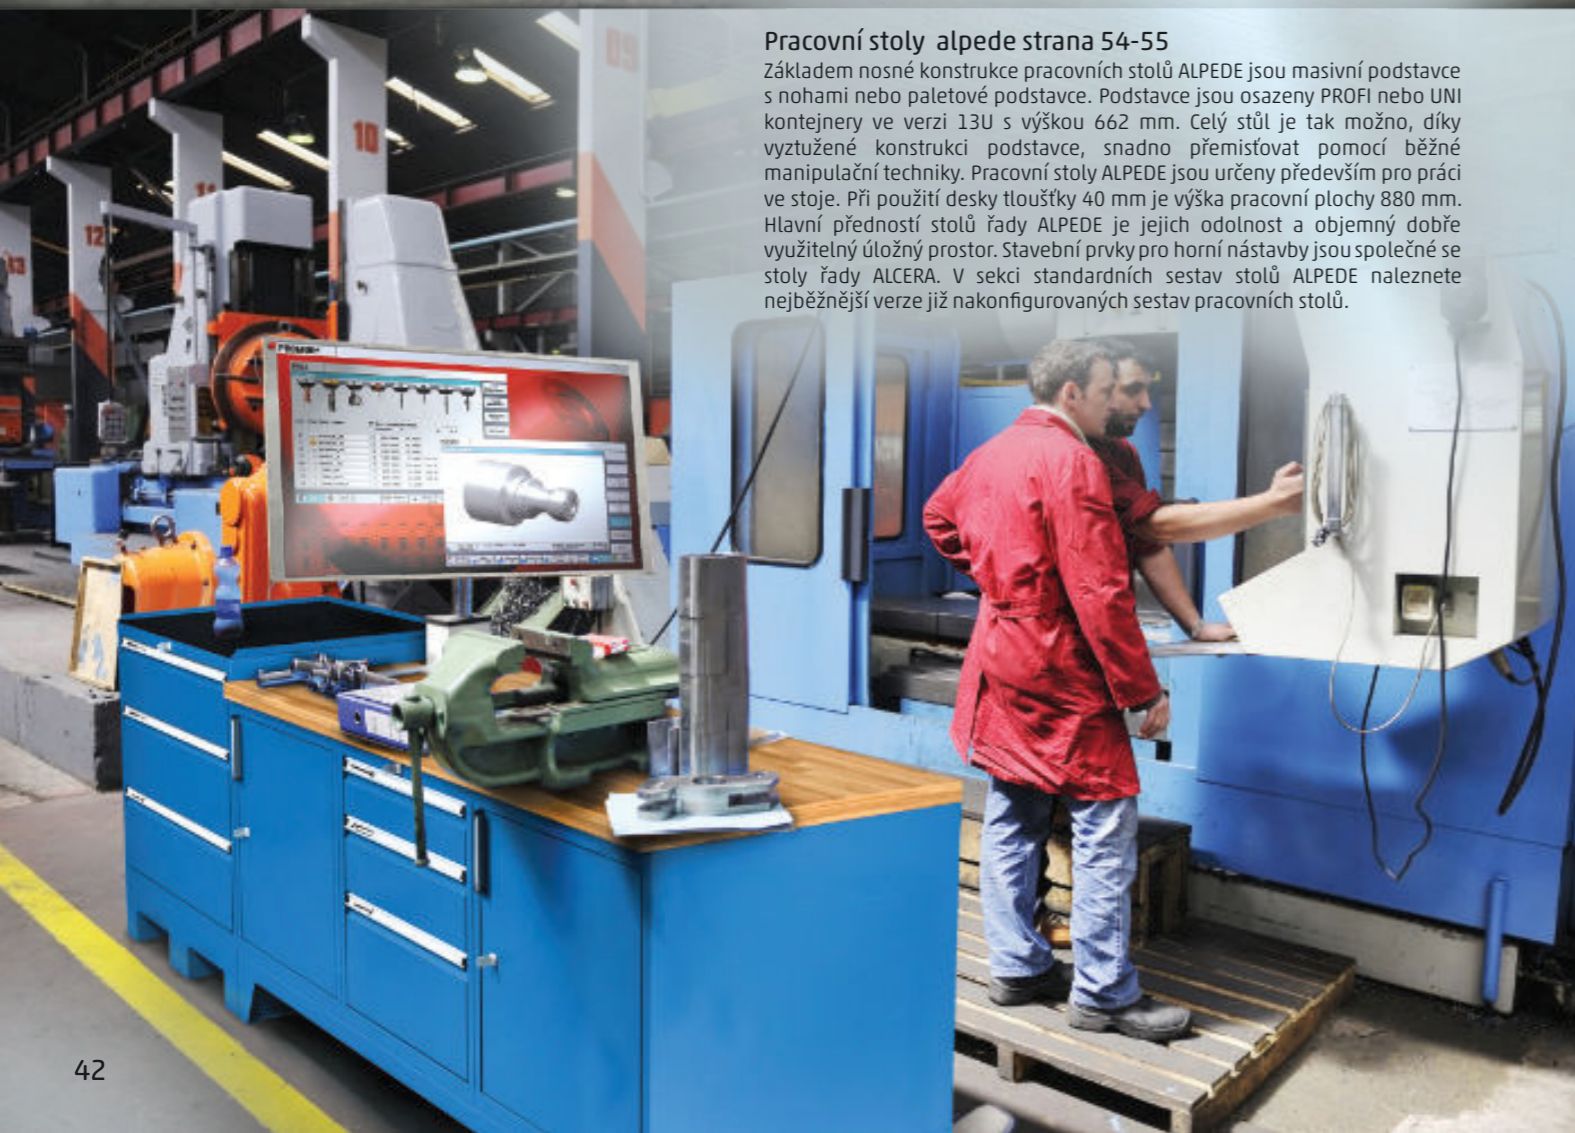 Pracovní stoly alpede strana 54-55
Základem nosné konstrukce pracovních stolů ALPEDE jsou masivní podstavce
s nohami nebo paletové podstavce. Podstavce jsou osazeny PROFI nebo UNI
kontejnery ve verzi 13U s výškou 662 mm. Celý stůl je tak možno, díky
vyztužené konstrukci podstavce, snadno přemisťovat pomocí běžné
manipulační techniky. Pracovní stoly ALPEDE jsou určeny především pro práci
ve stoje. Při použití desky tloušťky 40 mm je výška pracovní plochy 880 mm.
Hlavní předností stolů řady ALPEDE je jejich odolnost a objemný dobře
využitelný úložný prostor. Stavební prvky pro horní nástavby jsou společné se
stoly řady ALCERA. V sekci standardních sestav stolů ALPEDE naleznete
nejběžnější verze již nakonfigurovaných sestav pracovních stolů.
09
10
11
12
13
42